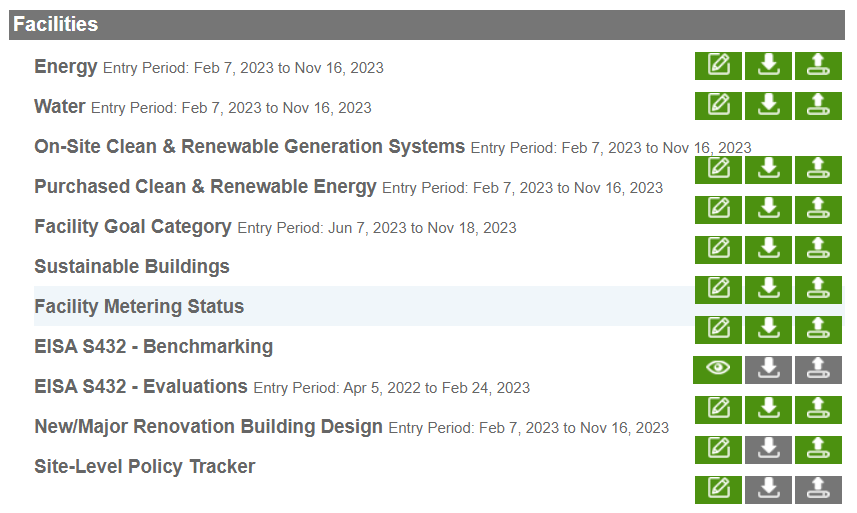 Facilities
Energy Entry Period: Feb 7, 2023 to Nov 16, 2023
Water Entry Period: Feb 7, 2023 to Nov 16, 2023
On-Site Clean & Renewable Generation Systems Entry Period: Feb 7, 2023 to Nov 16, 2023
Purchased Clean & Renewable Energy Entry Period: Feb 7, 2023 to Nov 16, 2023
Facility Goal Category Entry Period: Jun 7, 2023 to Nov 18, 2023
Sustainable Buildings
Facility Metering Status
EISA S432 - Benchmarking
EISA S432 - Evaluations Entry Period: Apr 5, 2022 to Feb 24, 2023
New/Major Renovation Building Design Entry Period: Feb 7, 2023 to Nov 16, 2023
Site-Level Policy Tracker